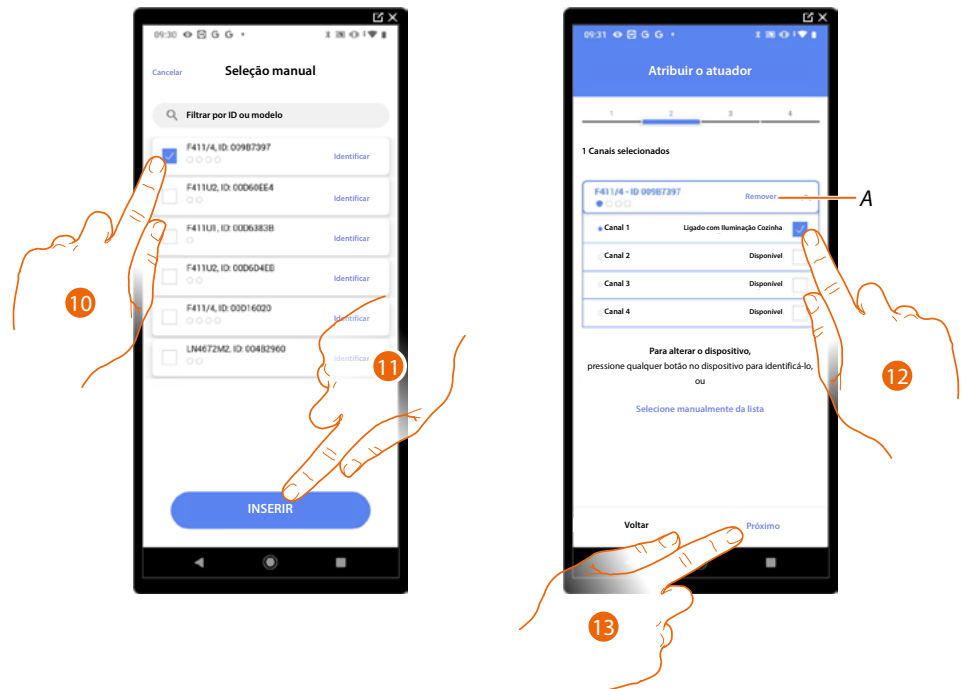 09:30 G G
Cancelar
Seleção manual
Filtrar por ID ou modelo
F411/4, ID: 009B7397
Identificar
F411U2, ID: 00D60EE4
Identificar
F411U1, ID: 00D6383B
Identificar
F411U2, ID: 00D6D4EB
Identificar
F411/4, ID: 00D16020
Identificar
LN4672M2, ID: 00482960
Identificar
INSERIR
10
11
09:31 G G
Atribuir o atuador
1 2 3 4
1 Canais selecionados
F411/4 - ID 009B7397
Remover
A
Canal 1 Ligado com Iluminação Cozinha
Canal 2 Disponível
Canal 3 Disponível
Canal 4 Disponível
Para alterar o dispositivo,
pressione qualquer botão no dispositivo para identificá-lo,
ou
Selecione manualmente da lista
Voltar
Próximo
12
13